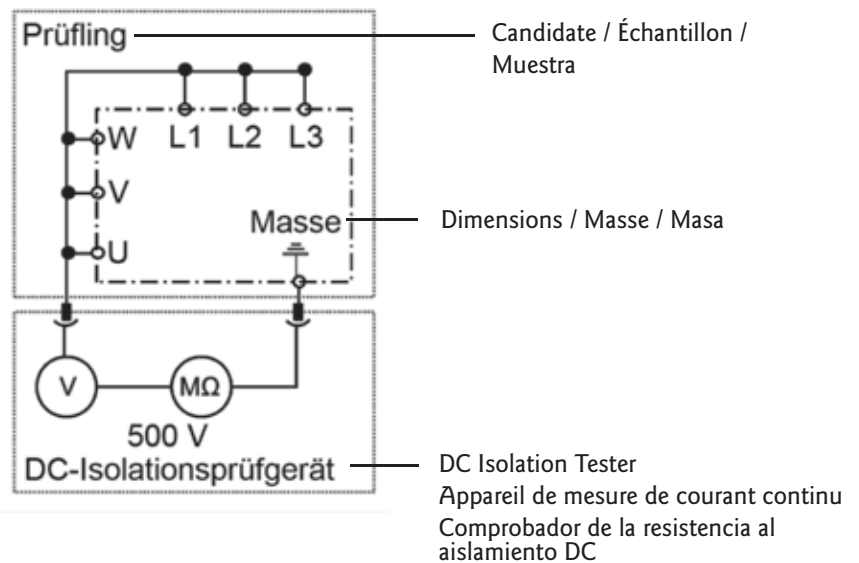 Prüfling
Candidate / Échantillon /
Muestra
W L1 L2 L3
V
Masse
Dimensions / Masse / Masa
U
V MΩ
500 V
DC-Isolationsprüfgerät
DC Isolation Tester
Appareil de mesure de courant continu
Comprobador de la resistencia al
aislamiento DC